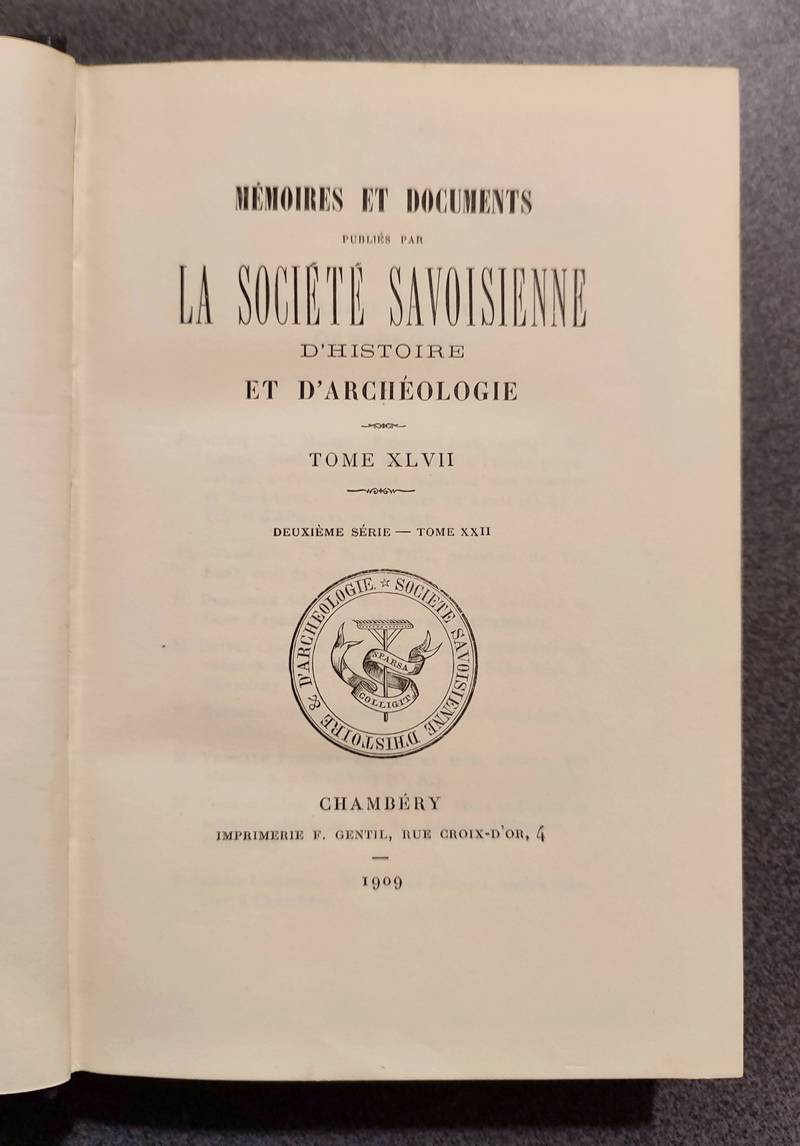 MÉMOIRES ET DOCUMENTS
PUBLIÉS PAR
LA SOCIÉTÉ SAVOISIENNE
D'HISTOIRE
ET D'ARCHÉOLOGIE
TOME XLVII
DEUXIÈME SÉRIE — TOME XXII
SOCIÉTÉ SAVOISIENNE D'HISTOIRE & D'ARCHÉOLOGIE.
SPARSA
COLLIGIT
CHAMBÉRY
IMPRIMERIE F. GENTIL, RUE CROIX-D'OR, 4
1909